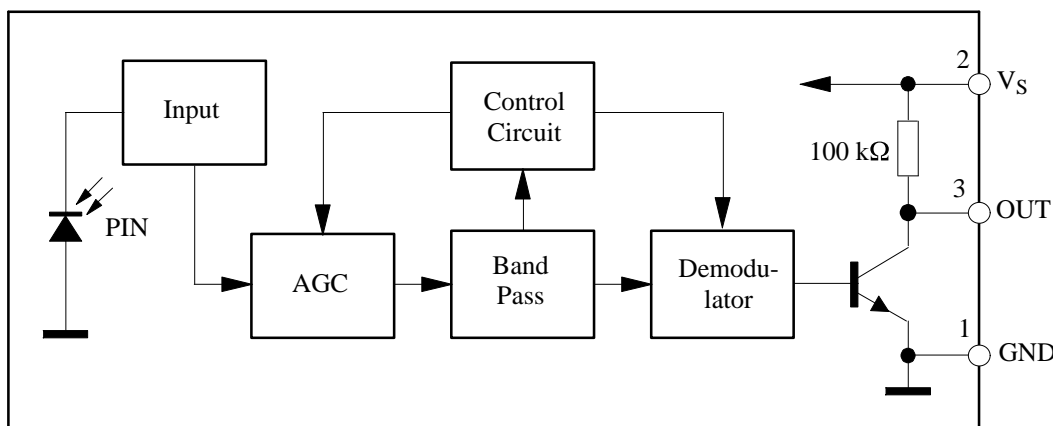 2
V_S
Input
Control
Circuit
100 kΩ
3
OUT
PIN
AGC
Band
Pass
Demodu-
lator
1
GND